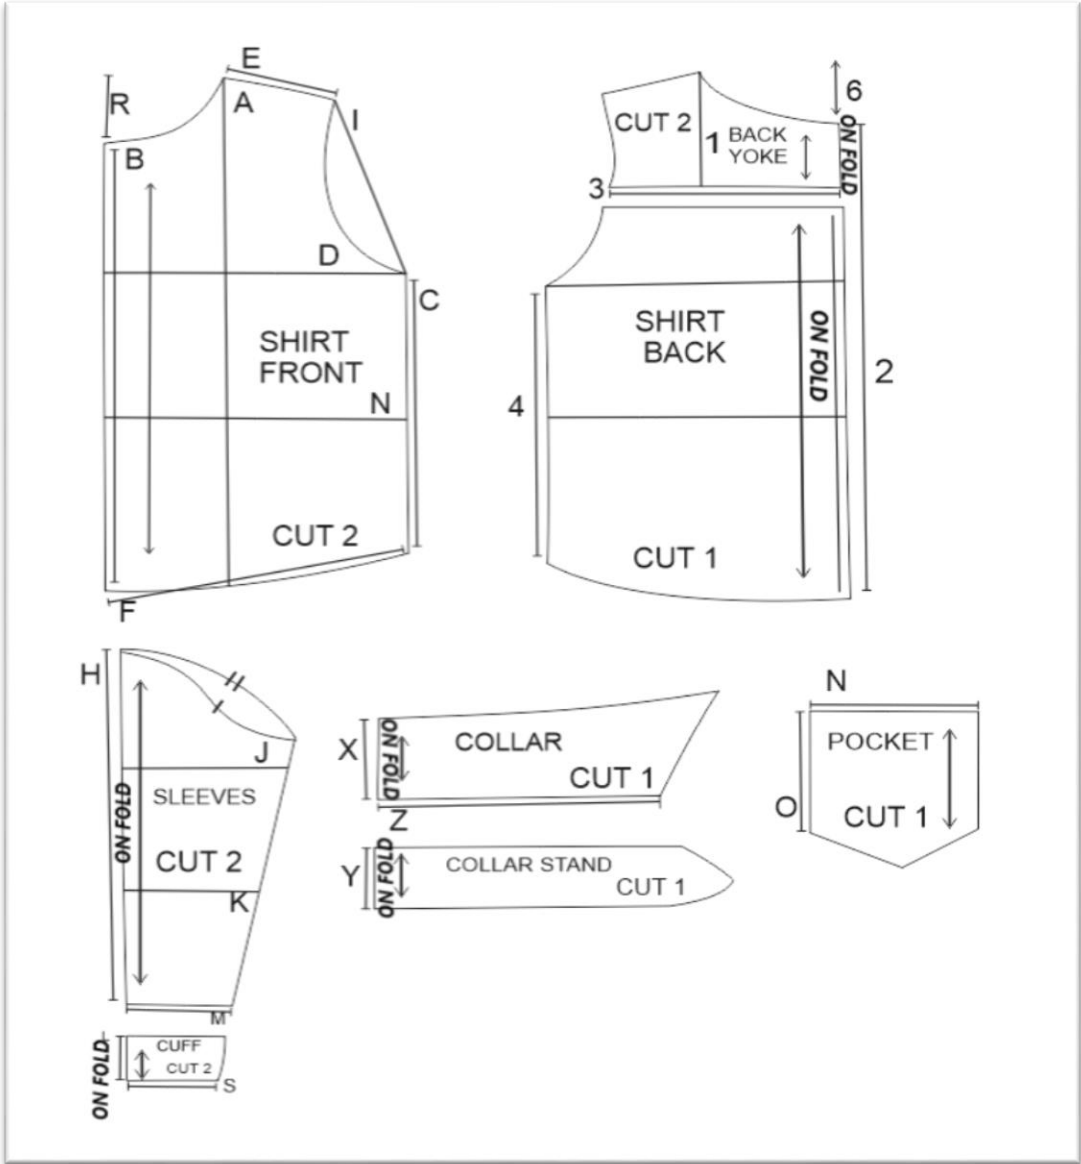 E
R
A
I
B
D
C
SHIRT
FRONT
N
CUT 2
F
6
CUT 2
1
BACK
YOKE
ON FOLD
3
SHIRT
BACK
ON FOLD
2
4
CUT 1
H
J
SLEEVES
ON FOLD
CUT 2
K
M
L
CUFF
CUT 2
ON FOLD
S
X
ON FOLD
COLLAR
CUT 1
Z
Y
ON FOLD
COLLAR STAND
CUT 1
N
POCKET
O
CUT 1